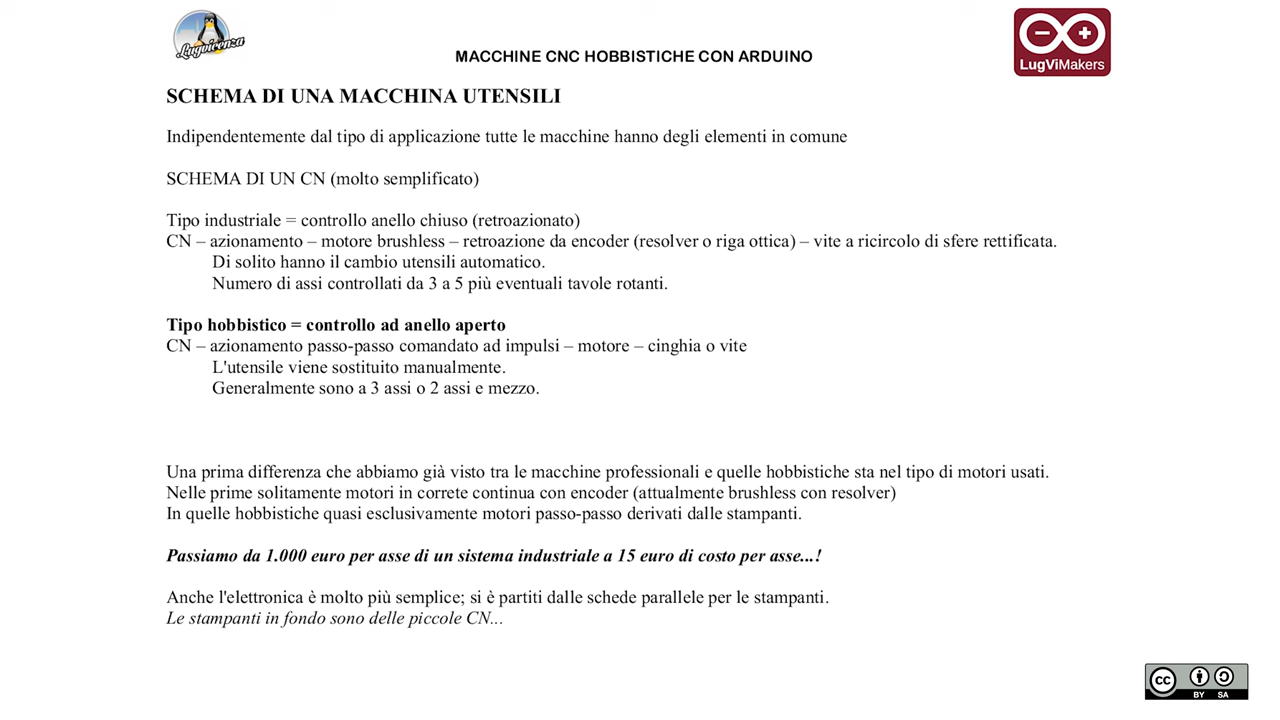 Lugvicenza
MACCHINE CNC HOBBISTICHE CON ARDUINO
LugViMakers
SCHEMA DI UNA MACCHINA UTENSILI
Indipendentemente dal tipo di applicazione tutte le macchine hanno degli elementi in comune
SCHEMA DI UN CN (molto semplificato)
Tipo industriale = controllo anello chiuso (retroazionato)
CN – azionamento – motore brushless – retroazione da encoder (resolver o riga ottica) – vite a ricircolo di sfere rettificata.
Di solito hanno il cambio utensili automatico.
Numero di assi controllati da 3 a 5 più eventuali tavole rotanti.
Tipo hobbistico = controllo ad anello aperto
CN – azionamento passo-passo comandato ad impulsi – motore – cinghia o vite
L'utensile viene sostituito manualmente.
Generalmente sono a 3 assi o 2 assi e mezzo.
Una prima differenza che abbiamo già visto tra le macchine professionali e quelle hobbistiche sta nel tipo di motori usati.
Nelle prime solitamente motori in correte continua con encoder (attualmente brushless con resolver)
In quelle hobbistiche quasi esclusivamente motori passo-passo derivati dalle stampanti.
Passiamo da 1.000 euro per asse di un sistema industriale a 15 euro di costo per asse...!
Anche l'elettronica è molto più semplice; si è partiti dalle schede parallele per le stampanti.
Le stampanti in fondo sono delle piccole CN...
cc
BY SA